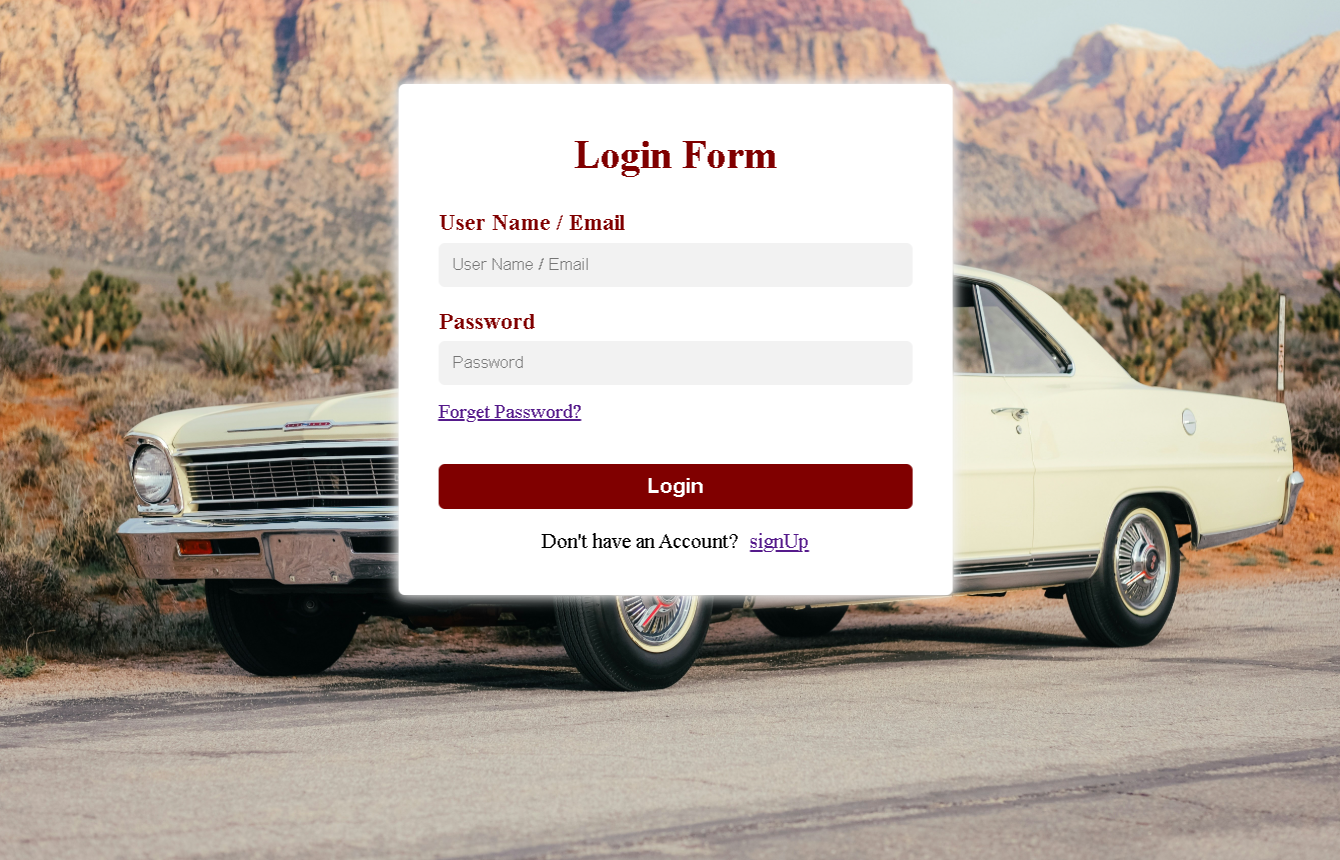 Login Form
User Name / Email
User Name / Email
Password
Password
Forget Password?
Login
Don't have an Account? signUp